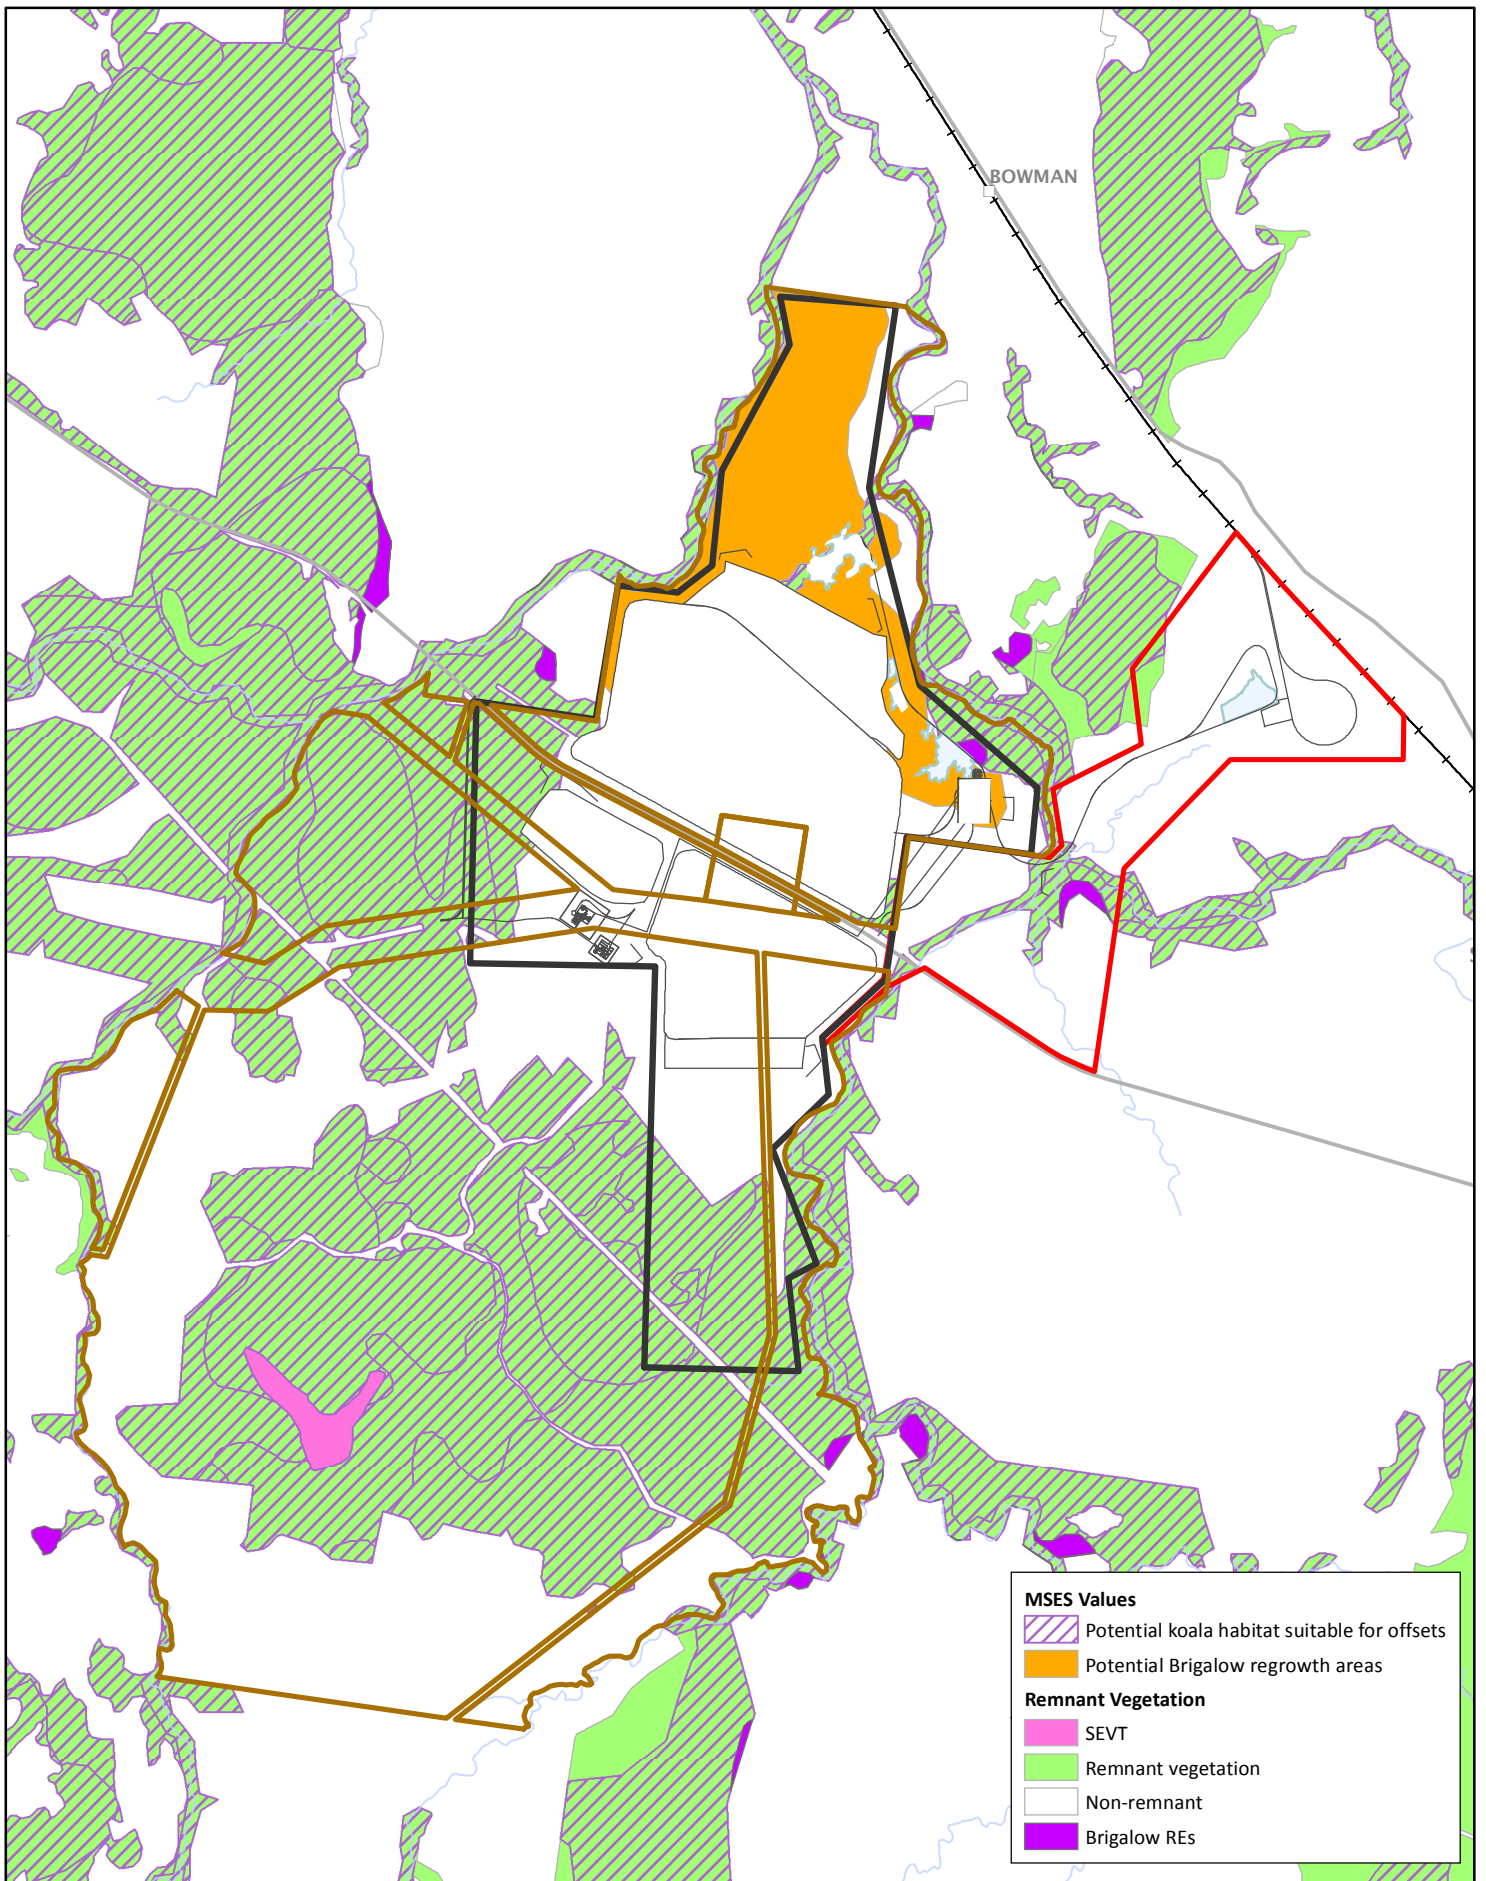 BOWMAN
MSES Values
Potential koala habitat suitable for offsets
Potential Brigalow regrowth areas
Remnant Vegetation
SEVT
Remnant vegetation
Non-remnant
Brigalow REs